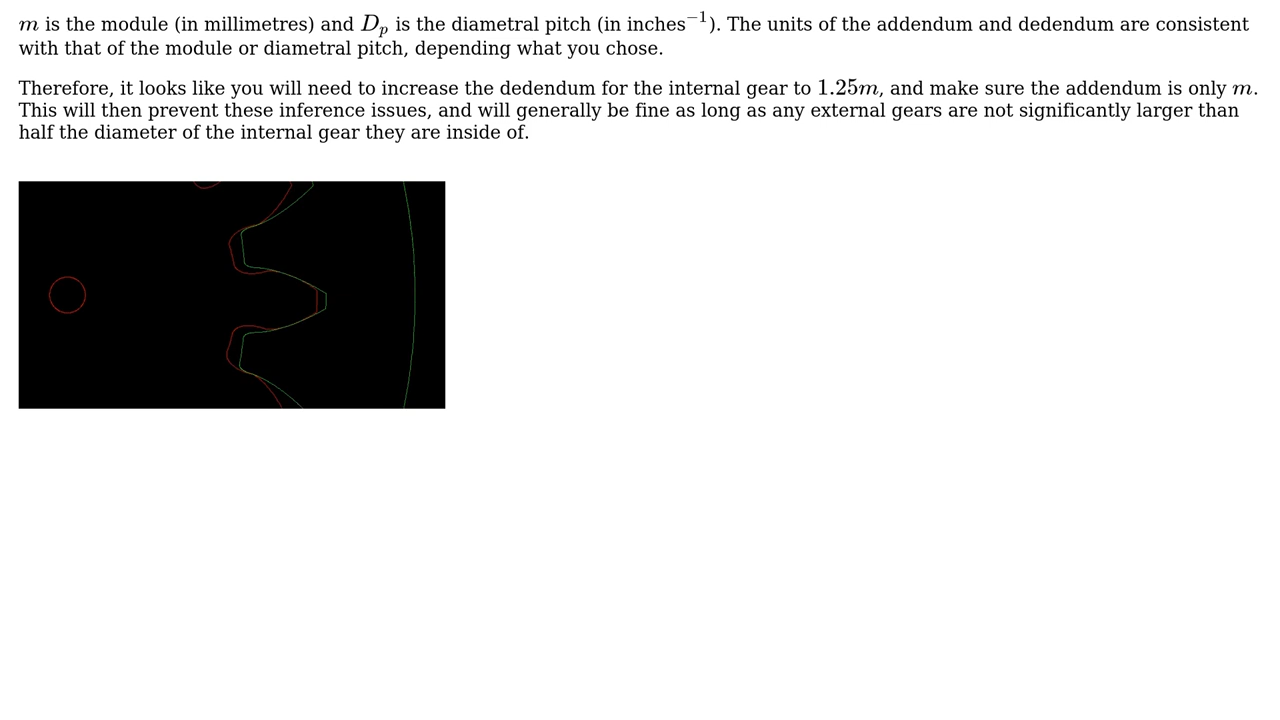 m is the module (in millimetres) and Dₚ is the diametral pitch (in inches⁻¹). The units of the addendum and dedendum are consistent
with that of the module or diametral pitch, depending what you chose.
Therefore, it looks like you will need to increase the dedendum for the internal gear to 1.25m, and make sure the addendum is only m.
This will then prevent these inference issues, and will generally be fine as long as any external gears are not significantly larger than
half the diameter of the internal gear they are inside of.